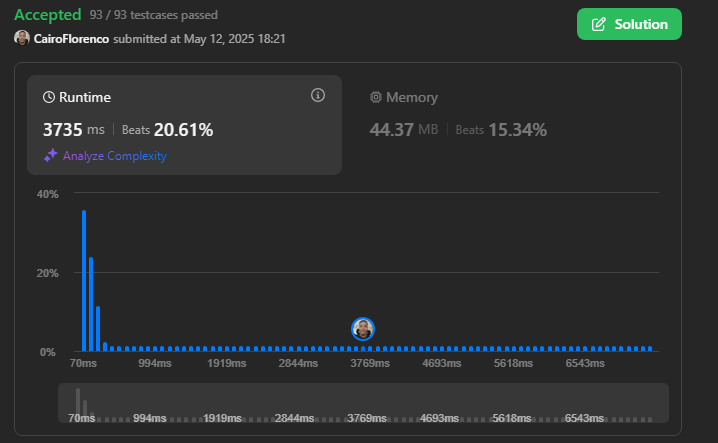 Accepted 93 / 93 testcases passed
Solution
CairoFlorenco submitted at May 12, 2025 18:21
Runtime
3735 ms Beats 20.61%
Analyze Complexity
Memory
44.37 MB Beats 15.34%
40%
20%
0%
70ms 994ms 1919ms 2844ms 3769ms 4693ms 5618ms 6543ms
70ms 994ms 1919ms 2844ms 3769ms 4693ms 5618ms 6543ms